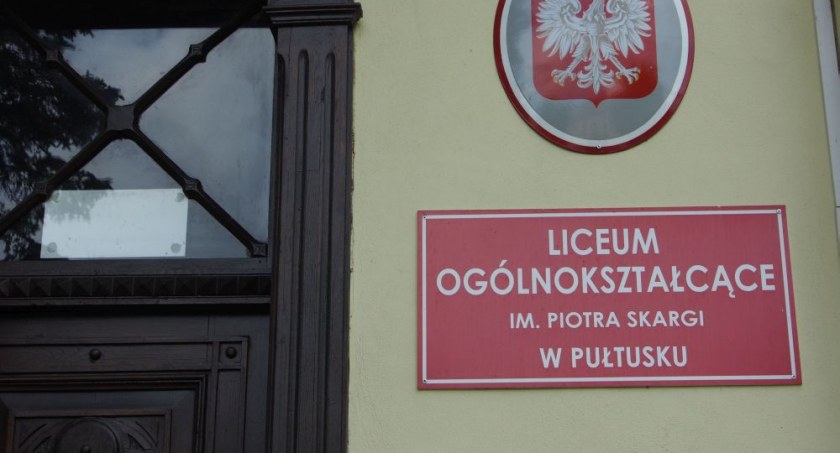 LICEUM
OGÓLNOKSZTAŁCĄCE
IM. PIOTRA SKARGI
W PUŁTUSKU